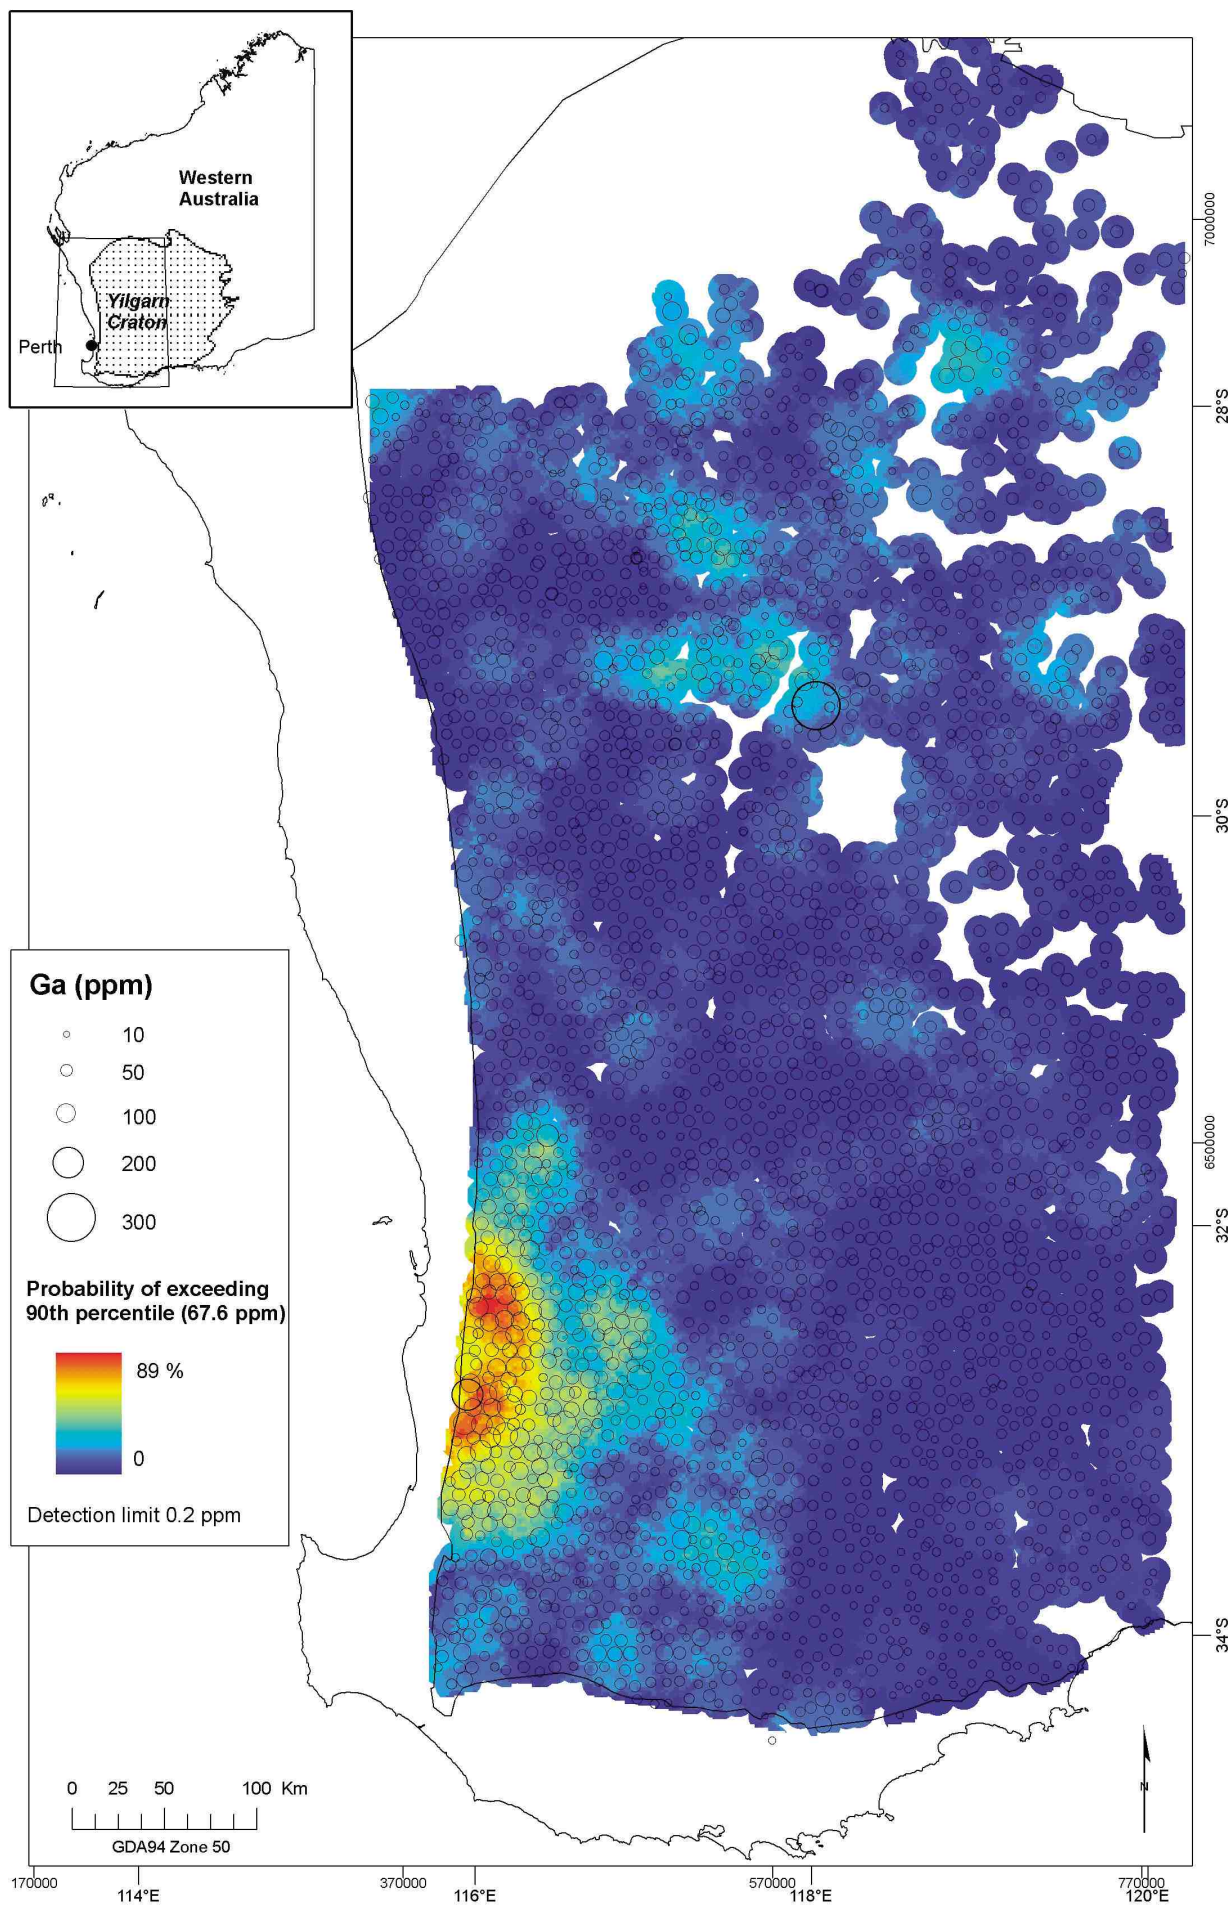 Western
Australia
Yilgarn
Craton
Perth
7000000
28°S
30°S
6500000
32°S
34°S
Ga (ppm)
10
50
100
200
300
Probability of exceeding
90th percentile (67.6 ppm)
89 %
0
Detection limit 0.2 ppm
N
0 25 50 100 Km
GDA94 Zone 50
170000 370000 570000 770000
114°E 116°E 118°E 120°E